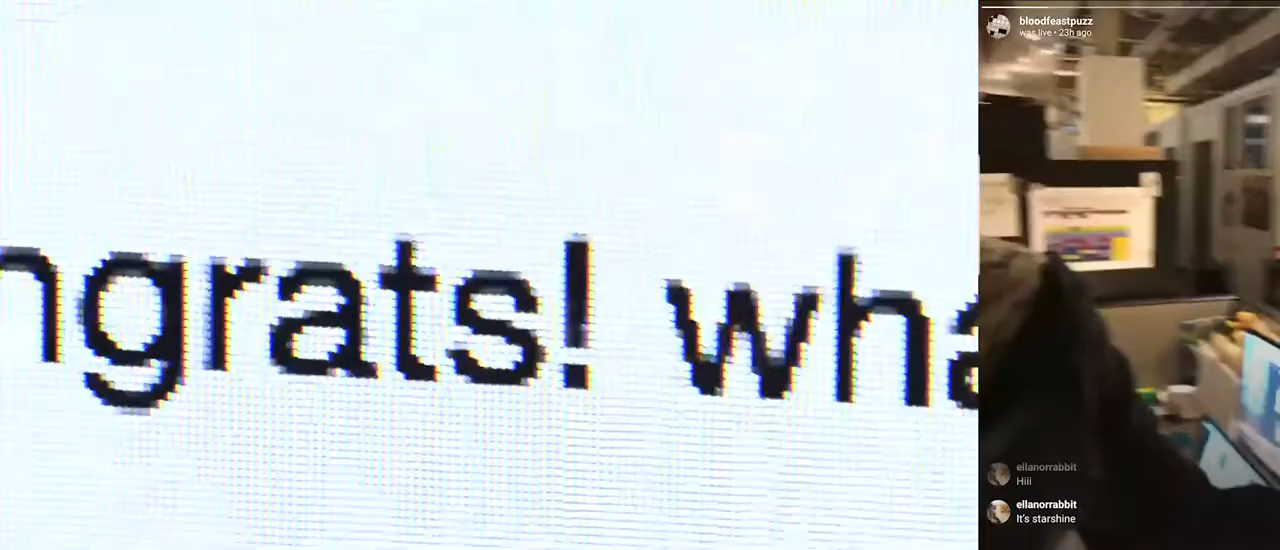 ngrats! wha
bloodfeastpuzz
was live • 23h ago
ellanorrabbit
Hiii
ellanorrabbit
It's starshine